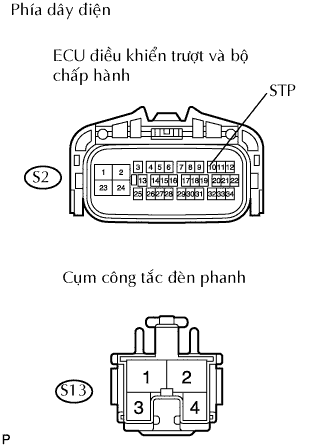 Phía dây điện
ECU điều khiển trượt và bộ
chấp hành
STP
S2
1 2 3 4 5 6 7 8 9 10 11 12
13 14 15 16 17 18 19 20 21 22
23 24 25 26 27 28 29 30 31 32 33 34
Cụm công tắc đèn phanh
S13
1 2
3 4
P